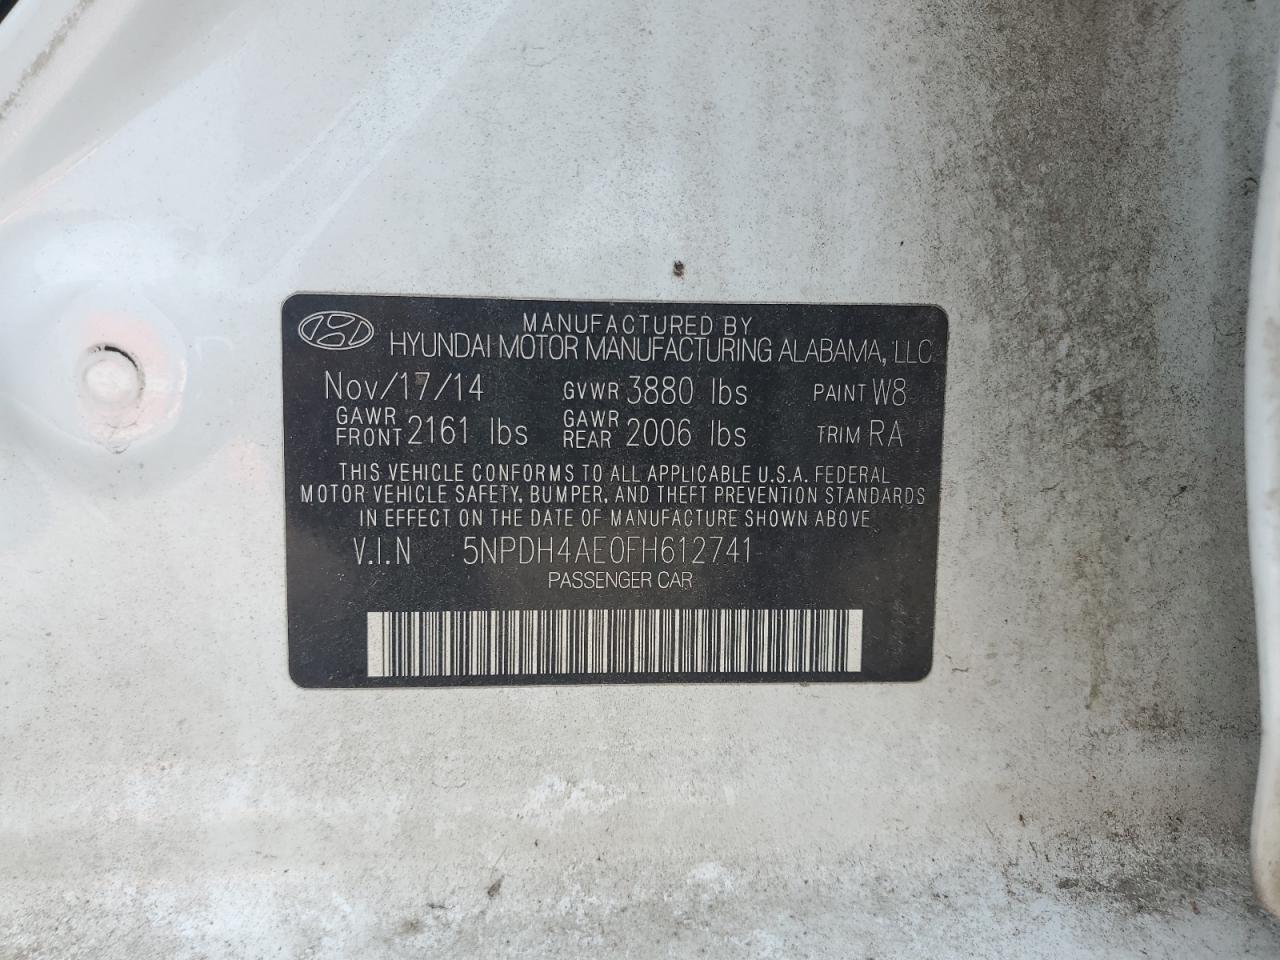 MANUFACTURED BY
HYUNDAI MOTOR MANUFACTURING ALABAMA, LLC
Nov/17/14 GVWR 3880 lbs PAINT W8
GAWR FRONT 2161 lbs GAWR REAR 2006 lbs TRIM RA
THIS VEHICLE CONFORMS TO ALL APPLICABLE U.S.A. FEDERAL
MOTOR VEHICLE SAFETY, BUMPER, AND THEFT PREVENTION STANDARDS
IN EFFECT ON THE DATE OF MANUFACTURE SHOWN ABOVE
V.I.N 5NPDH4AE0FH612741
PASSENGER CAR